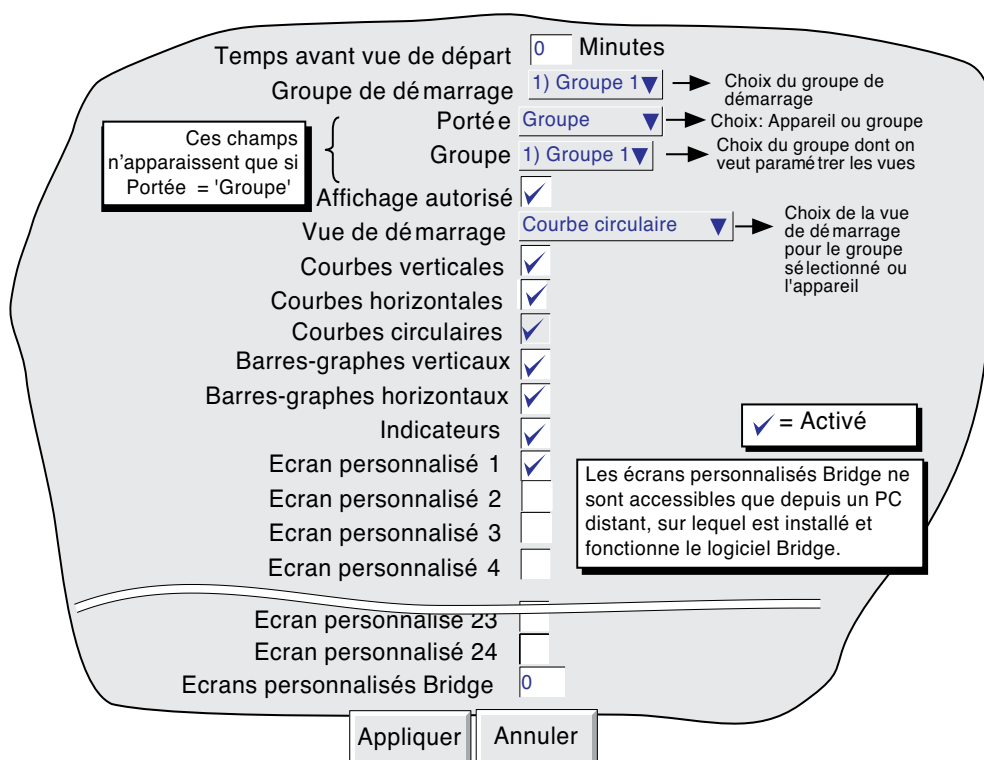 Temps avant vue de départ 0 Minutes
Groupe de démarrage 1) Groupe 1 Choix du groupe de
démarrage
Portée Groupe Choix: Appareil ou groupe
Groupe 1) Groupe 1 Choix du groupe dont on
veut paramétrer les vues
Ces champs
n'apparaissent que si
Portée = 'Groupe'
Affichage autorisé
Vue de démarrage Courbe circulaire
Choix de la vue
de démarrage
pour le groupe
sélectionné ou
l'appareil
Courbes verticales
Courbes horizontales
Courbes circulaires
Barres-graphes verticaux
Barres-graphes horizontaux
Indicateurs
= Activé
Ecran personnalisé 1
Ecran personnalisé 2
Ecran personnalisé 3
Ecran personnalisé 4
Les écrans personnalisés Bridge ne
sont accessibles que depuis un PC
distant, sur lequel est installé et
fonctionne le logiciel Bridge.
Ecran personnalisé 23
Ecran personnalisé 24
Ecrans personnalisés Bridge 0
Appliquer Annuler